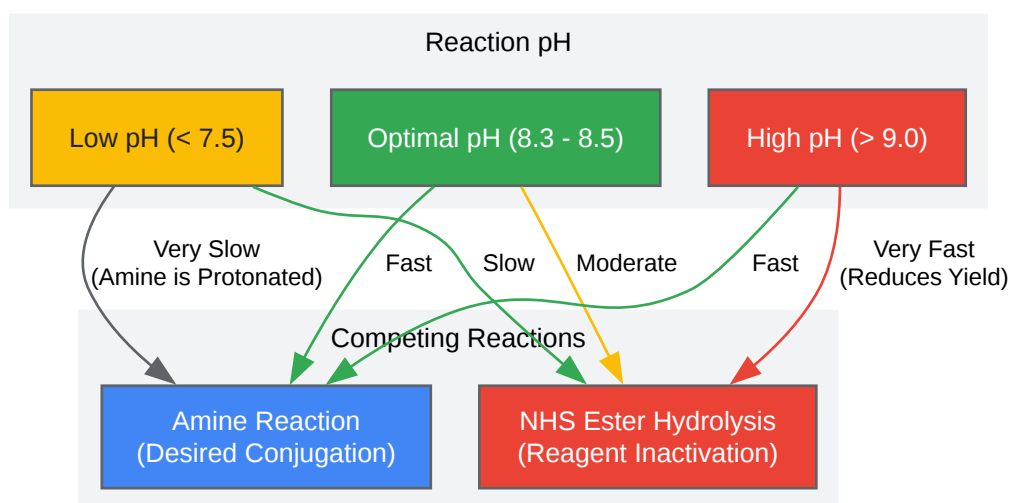 Reaction pH
Low pH (< 7.5)
Optimal pH (8.3 - 8.5)
High pH (> 9.0)
Very Slow
(Amine is Protonated)
Fast
Slow
Moderate
Fast
Very Fast
(Reduces Yield)
Competing Reactions
Amine Reaction
(Desired Conjugation)
NHS Ester Hydrolysis
(Reagent Inactivation)